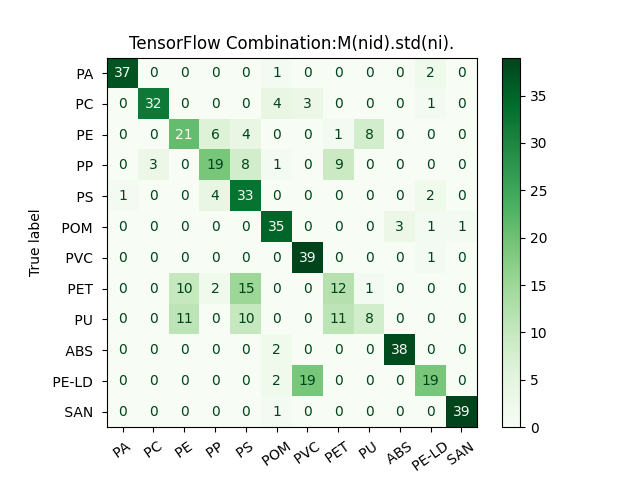 TensorFlow Combination:M(nid).std(ni).
PA 37 0 0 0 0 1 0 0 0 0 2 0
PC 0 32 0 0 0 4 3 0 0 0 1 0
PE 0 0 21 6 4 0 0 1 8 0 0 0
PP 0 3 0 19 8 1 0 9 0 0 0 0
PS 1 0 0 4 33 0 0 0 0 0 2 0
POM 0 0 0 0 0 35 0 0 0 3 1 1
PVC 0 0 0 0 0 0 39 0 0 0 1 0
PET 0 0 10 2 15 0 0 12 1 0 0 0
PU 0 0 11 0 10 0 0 11 8 0 0 0
ABS 0 0 0 0 0 2 0 0 0 38 0 0
PE-LD 0 0 0 0 0 2 19 0 0 0 19 0
SAN 0 0 0 0 0 1 0 0 0 0 0 39
PA PC PE PP PS POM PVC PET PU ABS PE-LD SAN
True label
35
30
25
20
15
10
5
0